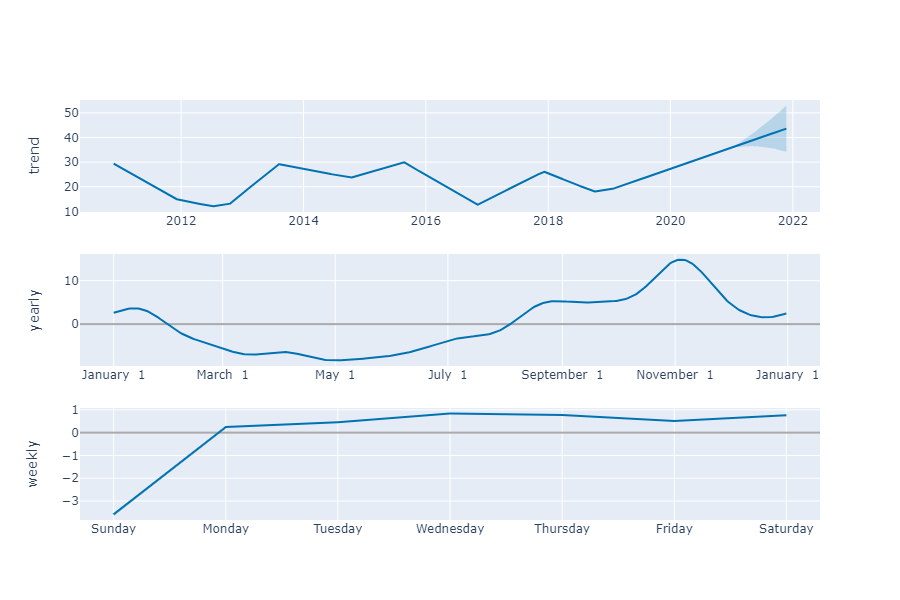 trend
50
40
30
20
10
2012 2014 2016 2018 2020 2022
yearly
10
0
January 1 March 1 May 1 July 1 September 1 November 1 January 1
weekly
1
0
−1
−2
−3
Sunday Monday Tuesday Wednesday Thursday Friday Saturday